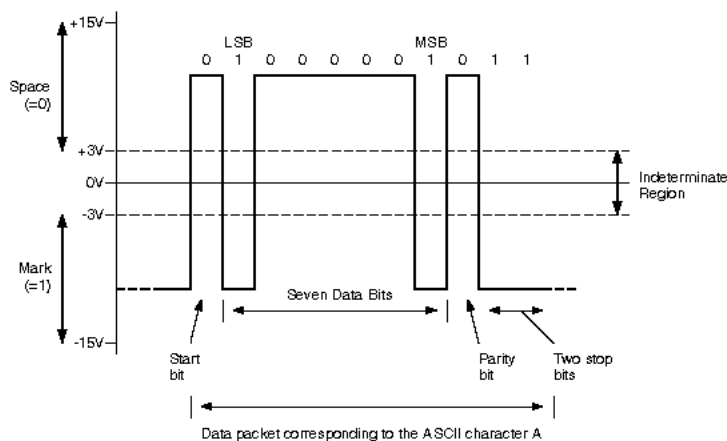 +15V
LSB MSB
0 1 0 0 0 0 0 1 0 1 1
Space
(=0)
+3V
0V
-3V
Indeterminate
Region
Mark
(=1)
Seven Data Bits
-15V
Start
bit
Parity
bit
Two stop
bits
Data packet corresponding to the ASCII character A